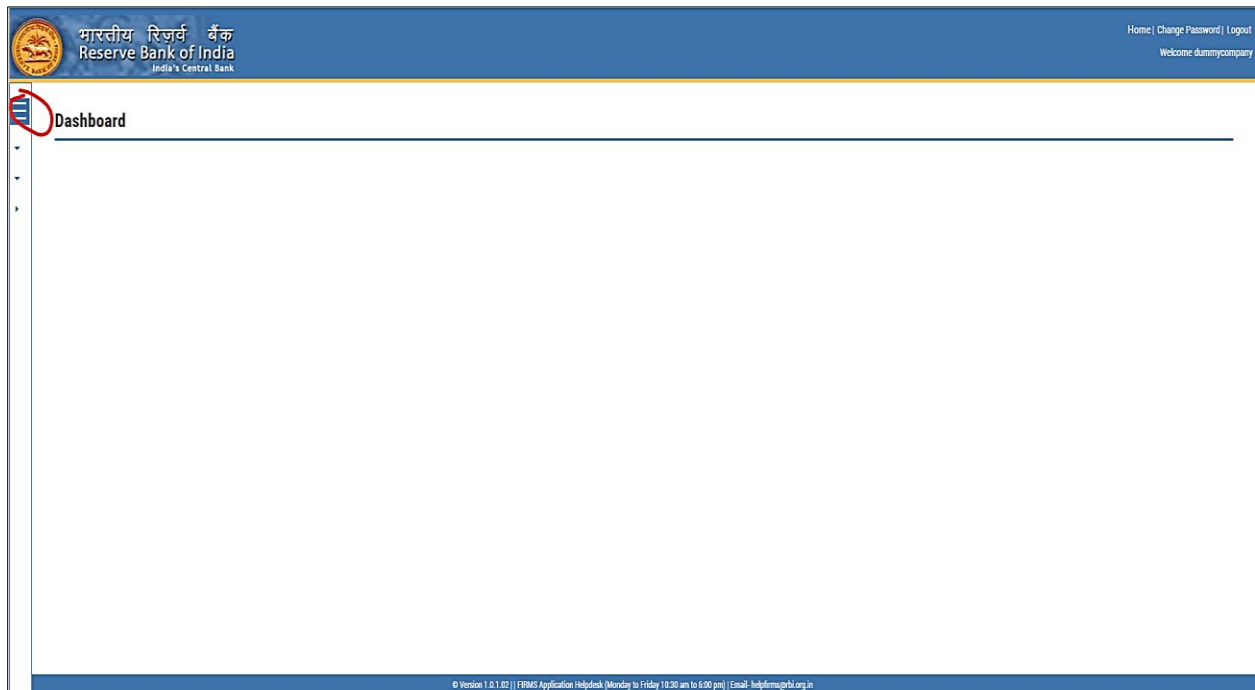 भारतीय रिज़र्व बैंक
Reserve Bank of India
India's Central Bank
Home | Change Password | Logout
Welcome dummycompany
Dashboard
© Version 1.0.1.02 | | FIRMS Application Helpdesk (Monday to Friday 10:30 am to 6:00 pm) | Email- helpfirms@rbi.org.in